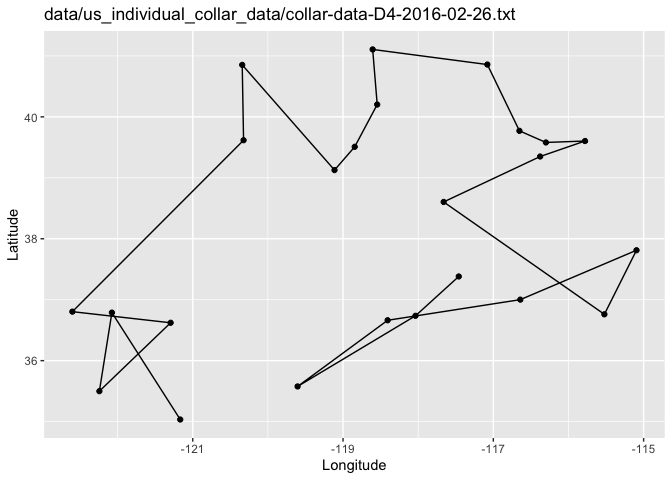 data/us_individual_collar_data/collar-data-D4-2016-02-26.txt
40
38
36
Latitude
-121
-119
-117
-115
Longitude